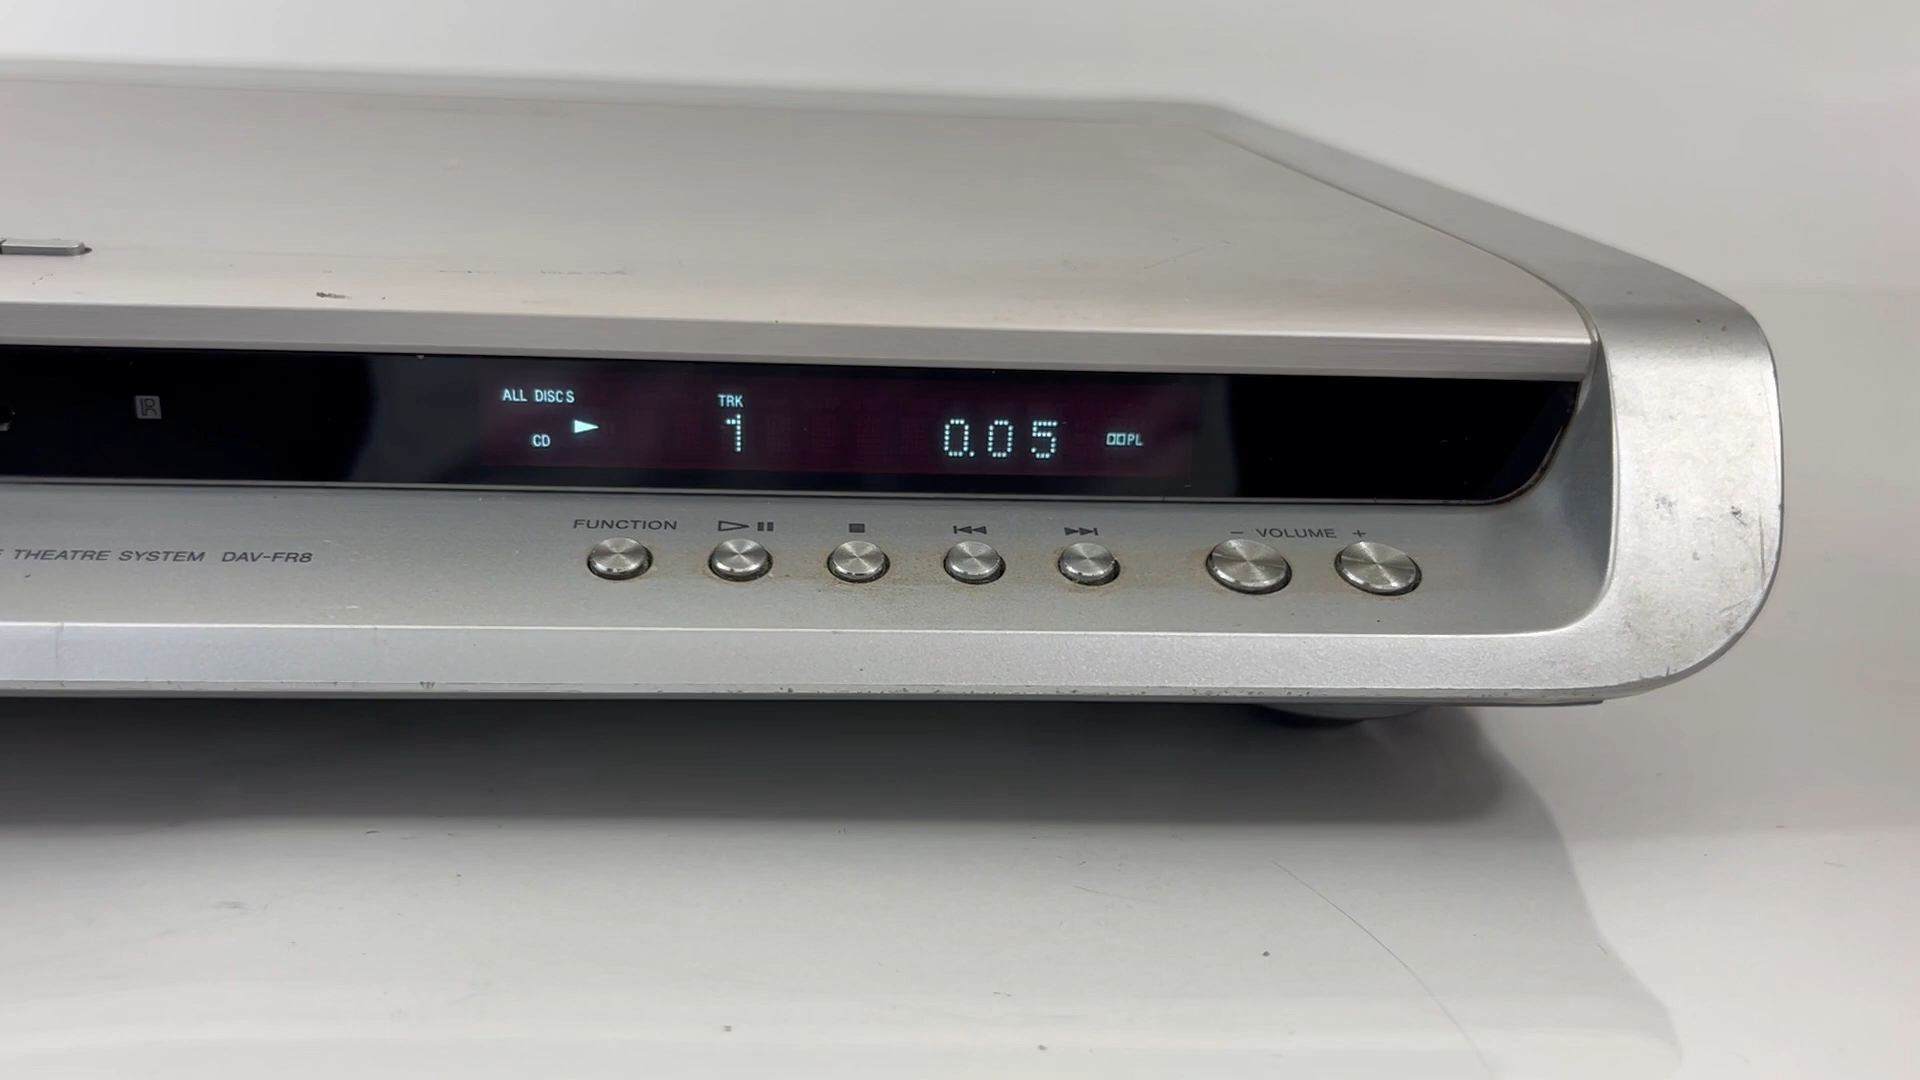 ALL DISCS
TRK
CD
1
0.05
PL
FUNCTION
− VOLUME +
THEATRE SYSTEM DAV-FR8